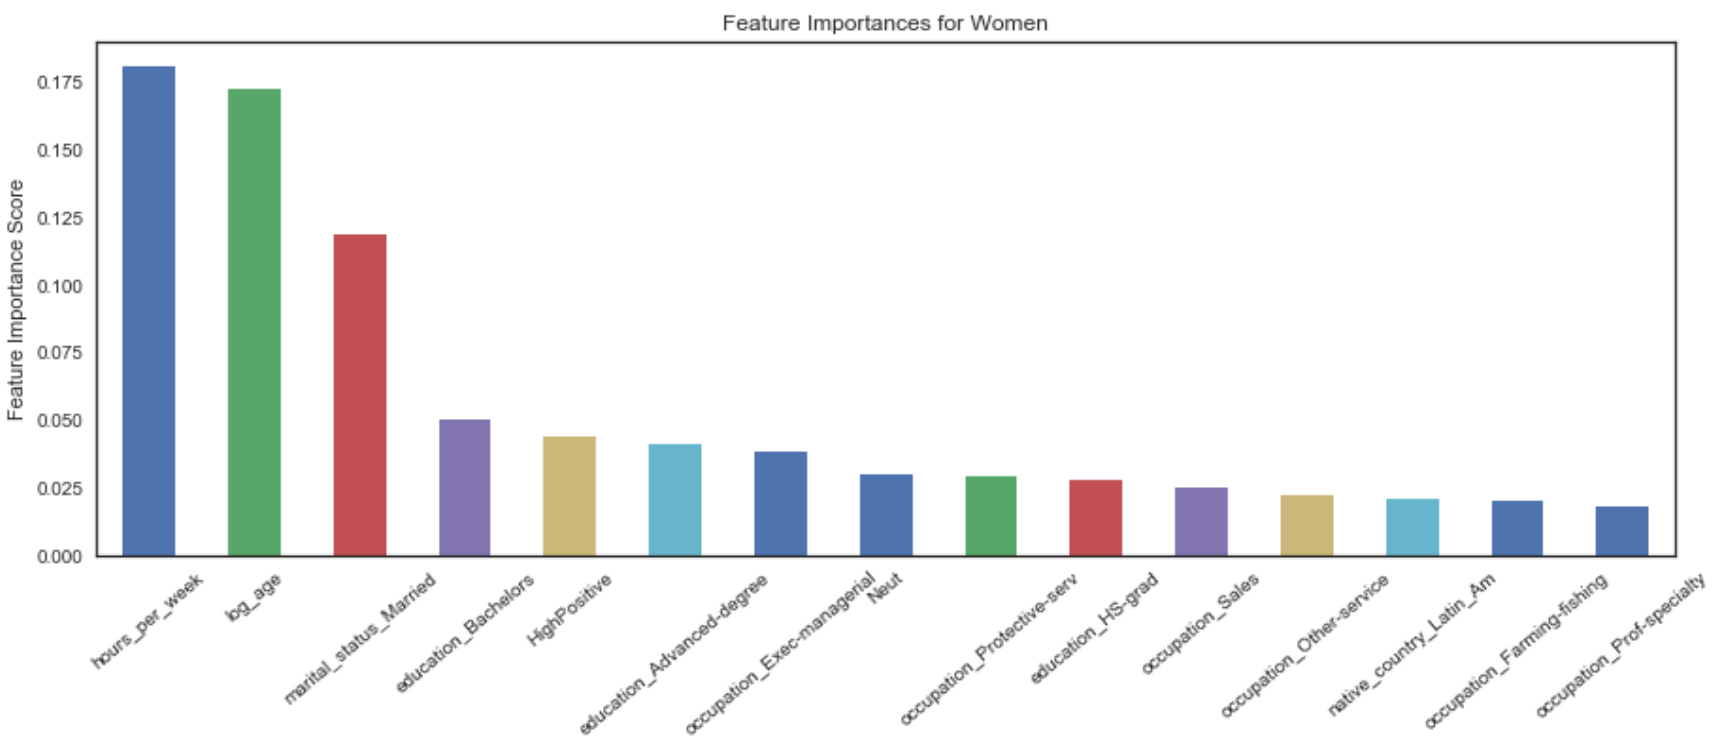 Feature Importances for Women
Feature Importance Score
0.175
0.150
0.125
0.100
0.075
0.050
0.025
0.000
hours_per_week
log_age
marital_status_Married
education_Bachelors
HighPositive
education_Advanced-degree
occupation_Exec-managerial
Neut
occupation_Protective-serv
education_HS-grad
occupation_Sales
occupation_Other-service
native_country_Latin_Am
occupation_Farming-fishing
occupation_Prof-specialty